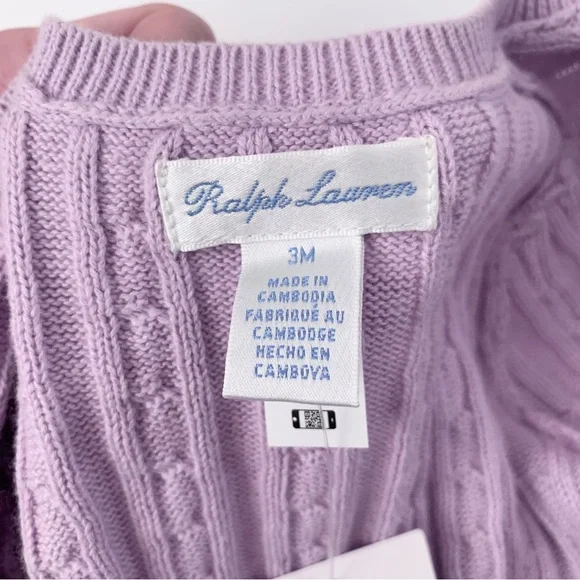 Ralph Lauren
3M
MADE IN
CAMBODIA
FABRIQUÉ AU
CAMBODGE
HECHO EN
CAMBOYA